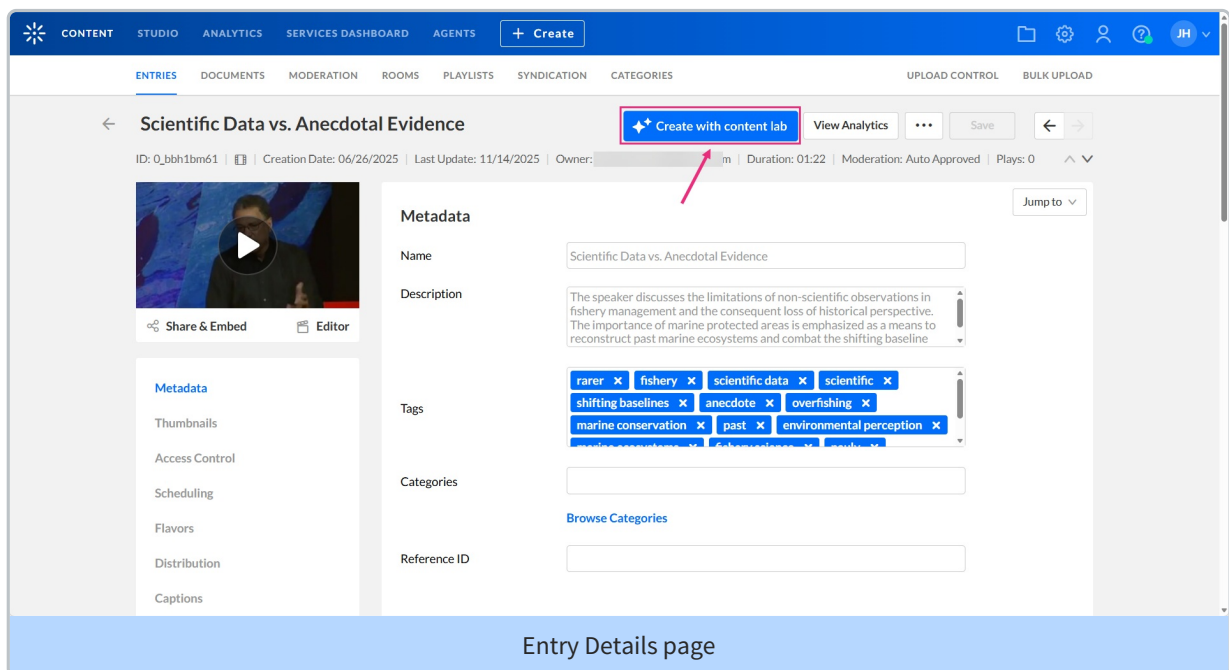 CONTENT STUDIO ANALYTICS SERVICES DASHBOARD AGENTS + Create JH
ENTRIES DOCUMENTS MODERATION ROOMS PLAYLISTS SYNDICATION CATEGORIES UPLOAD CONTROL BULK UPLOAD
Scientific Data vs. Anecdotal Evidence Create with content lab View Analytics ••• Save
ID: 0_bbh1bm61 | Creation Date: 06/26/2025 | Last Update: 11/14/2025 | Owner: m | Duration: 01:22 | Moderation: Auto Approved | Plays: 0
Jump to
Metadata
Name Scientific Data vs. Anecdotal Evidence
Description The speaker discusses the limitations of non-scientific observations in
fishery management and the consequent loss of historical perspective.
The importance of marine protected areas is emphasized as a means to
reconstruct past marine ecosystems and combat the shifting baseline
Share & Embed Editor
Metadata
Thumbnails
Access Control
Scheduling
Flavors
Distribution
Captions
Tags
rarer × fishery × scientific data × scientific ×
shifting baselines × anecdote × overfishing ×
marine conservation × past × environmental perception ×
marine ecosystems × fishery science × pauly ×
Categories
Browse Categories
Reference ID
Entry Details page